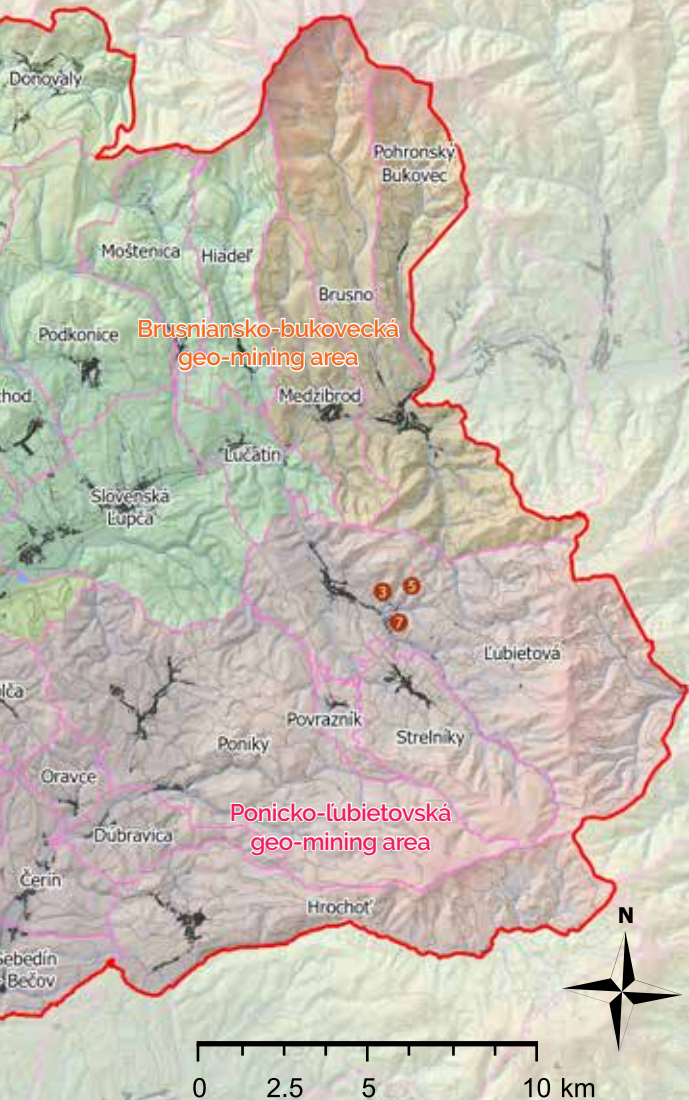 Donovaly
Pohronský
Bukovec
Moštenica
Hiadeľ
Brusno
Brusniansko-bukovecká
geo-mining area
Podkonice
Medzibrod
chod
Lučatín
Slovenská
Ľupča
3
5
7
Ľubietová
Povrazník
Strelníky
Poniky
Oravce
Ponicko-ľubietovská
geo-mining area
Dúbravica
Čerín
Hrochoť
N
Sebedín
Bečov
0 2.5 5 10 km